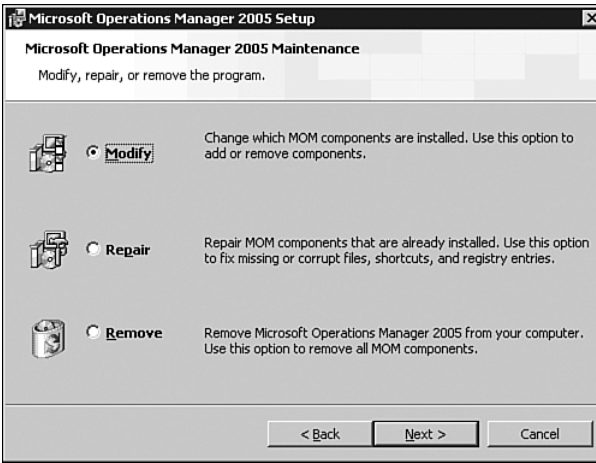 Microsoft Operations Manager 2005 Setup
Microsoft Operations Manager 2005 Maintenance
Modify, repair, or remove the program.
Modify
Change which MOM components are installed. Use this option to
add or remove components.
Repair
Repair MOM components that are already installed. Use this option
to fix missing or corrupt files, shortcuts, and registry entries.
Remove
Remove Microsoft Operations Manager 2005 from your computer.
Use this option to remove all MOM components.
< Back Next > Cancel